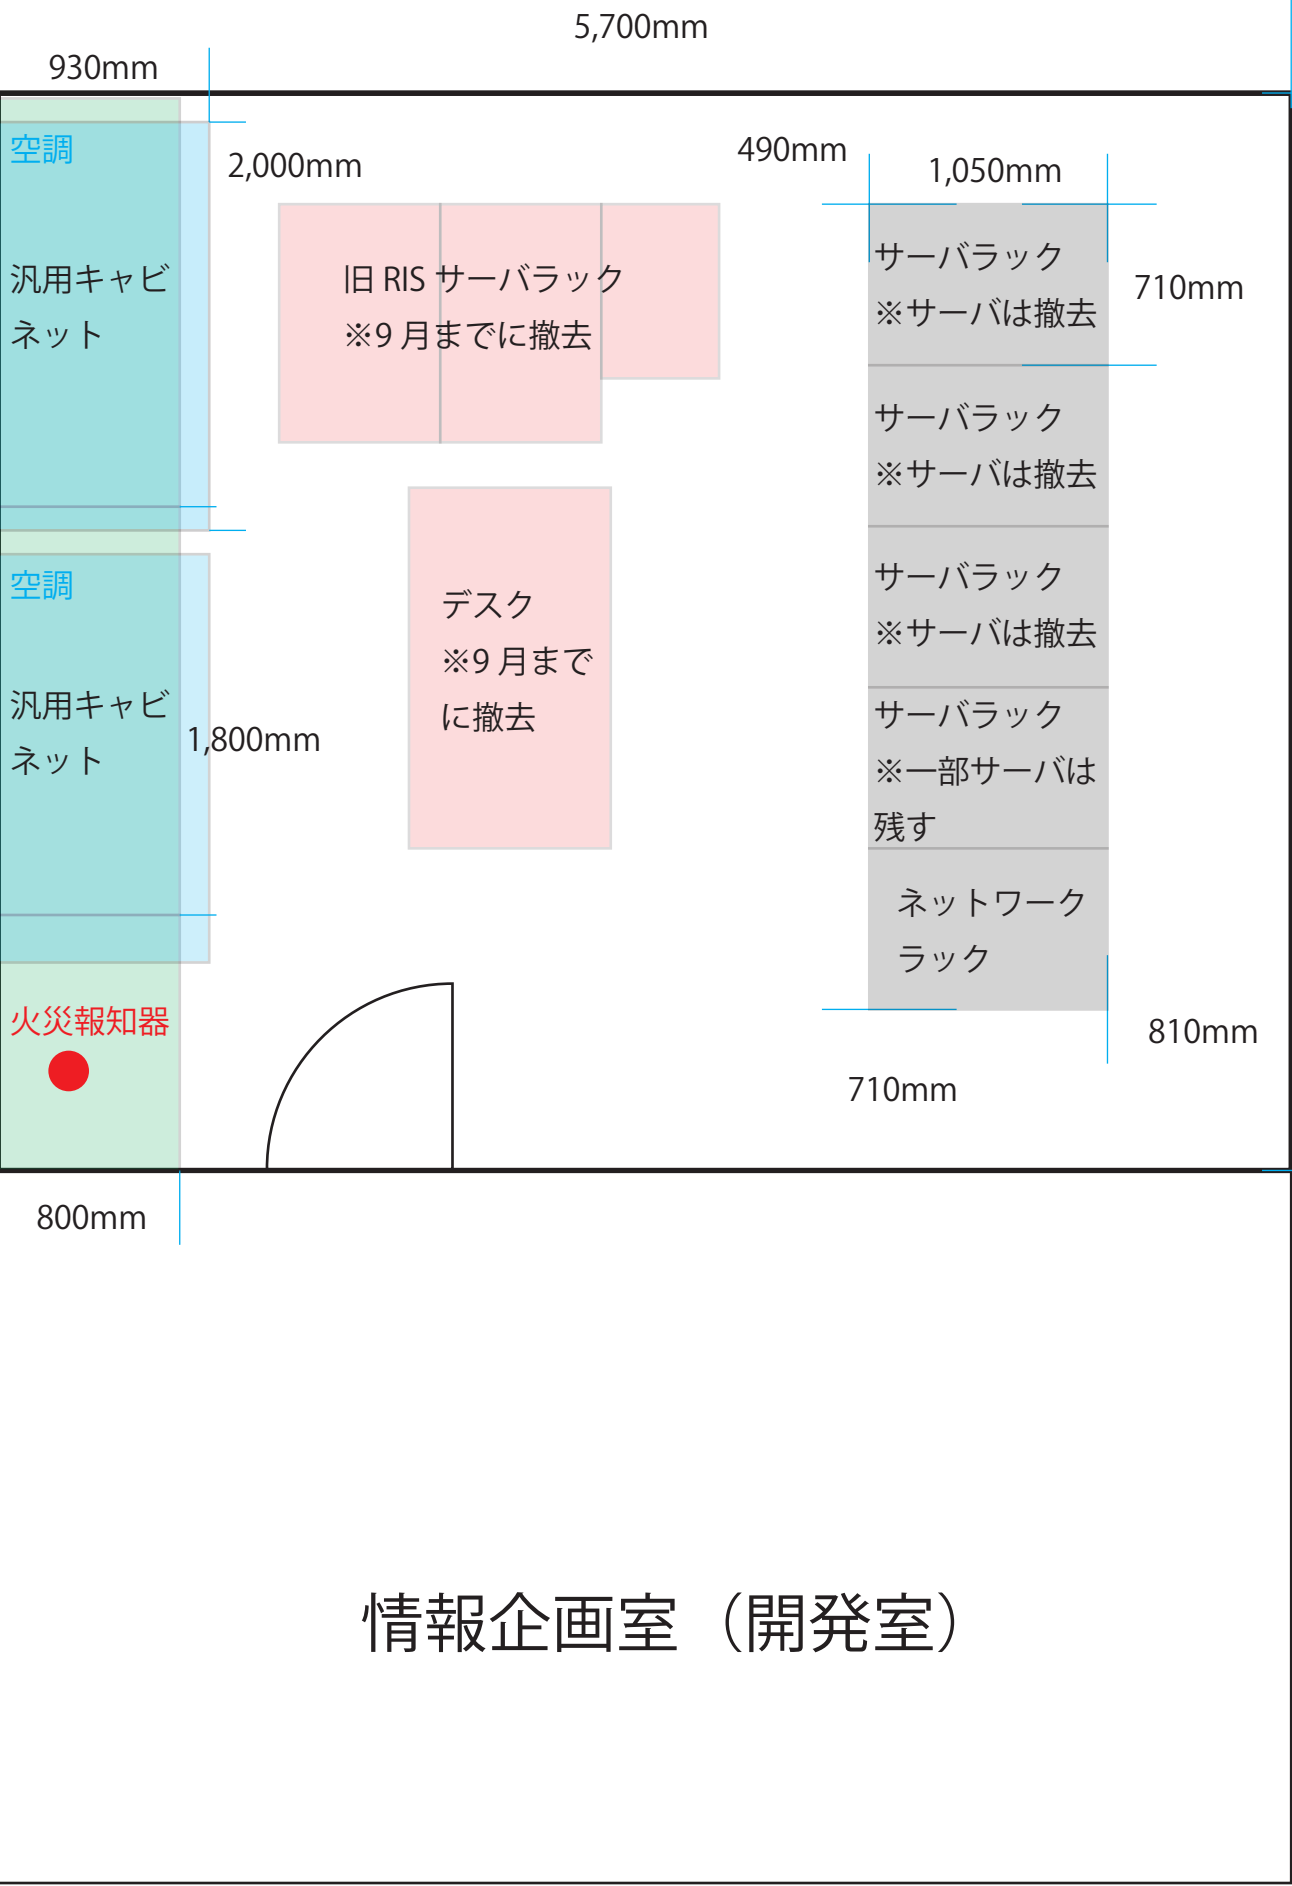 5,700mm
930mm
空調
2,000mm
490mm
1,050mm
汎用キャビ
ネット
旧 RIS サーバラック
※9 月までに撤去
サーバラック
※サーバは撤去
710mm
サーバラック
※サーバは撤去
空調
汎用キャビ
ネット
1,800mm
デスク
※9 月まで
に撤去
サーバラック
※サーバは撤去
サーバラック
※一部サーバは
残す
ネットワーク
ラック
火災報知器
810mm
710mm
800mm
情報企画室（開発室）